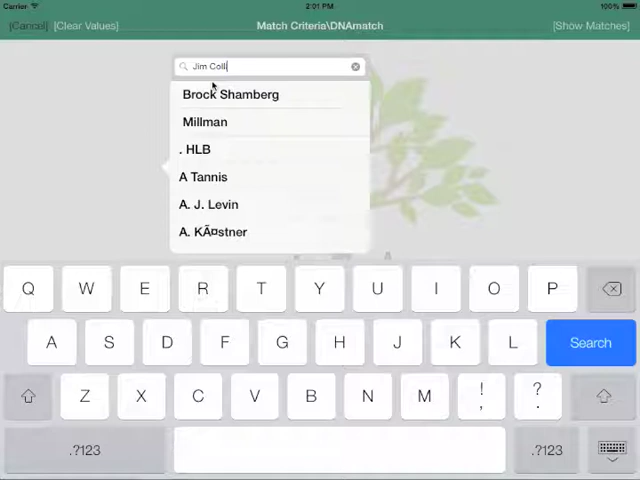 Carrier 2:01 PM 100%
[Cancel] [Clear Values] Match Criteria\DNAmatch [Show Matches]
Jim Colli
Brock Shamberg
Millman
. HLB
A Tannis
A. J. Levin
A. KÃ¤stner
Q W E R T Y U I O P
A S D F G H J K L Search
Z X C V B N M ! , ? .
.?123 .?123